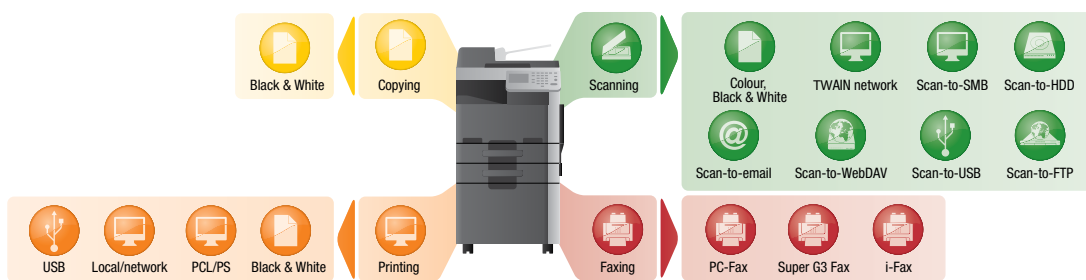 Black & White
Copying
Scanning
Colour,
Black & White
TWAIN network
Scan-to-SMB
Scan-to-HDD
Scan-to-email
Scan-to-WebDAV
Scan-to-USB
Scan-to-FTP
USB
Local/network
PCL/PS
Black & White
Printing
Faxing
PC-Fax
Super G3 Fax
i-Fax